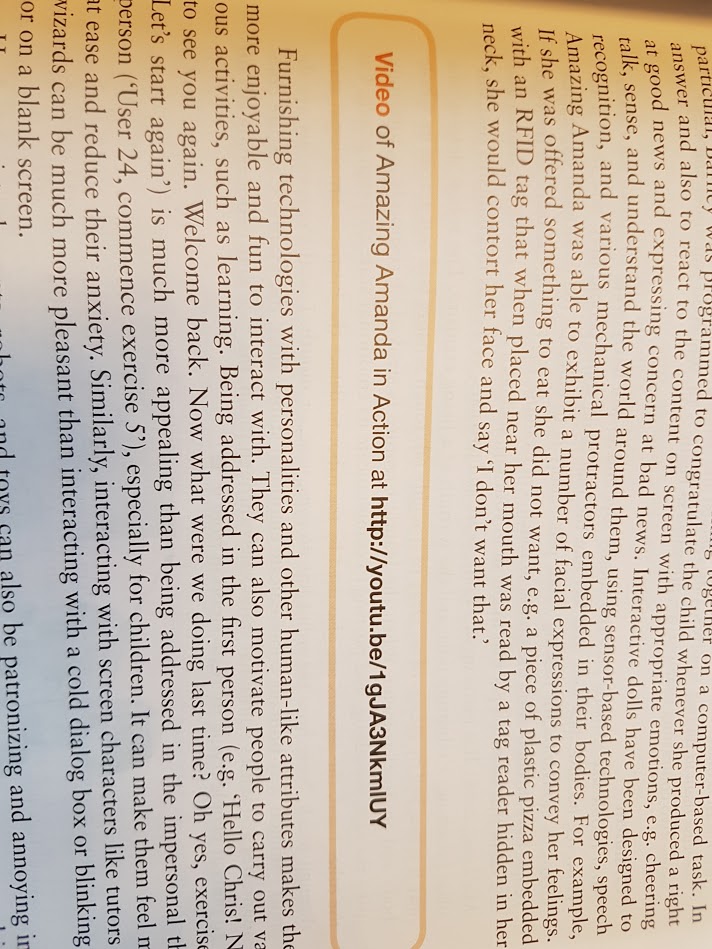 particular, Barney was programmed to congratulate the child whenever she produced a right
answer and also to react to the content on screen with appropriate emotions, e.g. cheering
at good news and expressing concern at bad news. Interactive dolls have been designed to
talk, sense, and understand the world around them, using sensor-based technologies, speech
recognition, and various mechanical protractors embedded in their bodies. For example,
Amazing Amanda was able to exhibit a number of facial expressions to convey her feelings.
If she was offered something to eat she did not want, e.g. a piece of plastic pizza embedded
with an RFID tag that when placed near her mouth was read by a tag reader hidden in her
neck, she would contort her face and say ‘I don’t want that.’
Video of Amazing Amanda in Action at http://youtu.be/1gJA3NkmlUY
Furnishing technologies with personalities and other human-like attributes makes the
more enjoyable and fun to interact with. They can also motivate people to carry out va
ous activities, such as learning. Being addressed in the first person (e.g. ‘Hello Chris! N
to see you again. Welcome back. Now what were we doing last time? Oh yes, exercise
Let’s start again’) is much more appealing than being addressed in the impersonal th
person (‘User 24, commence exercise 5’), especially for children. It can make them feel m
at ease and reduce their anxiety. Similarly, interacting with screen characters like tutors
wizards can be much more pleasant than interacting with a cold dialog box or blinking
or on a blank screen.
robots and toys can also be patronizing and annoying in